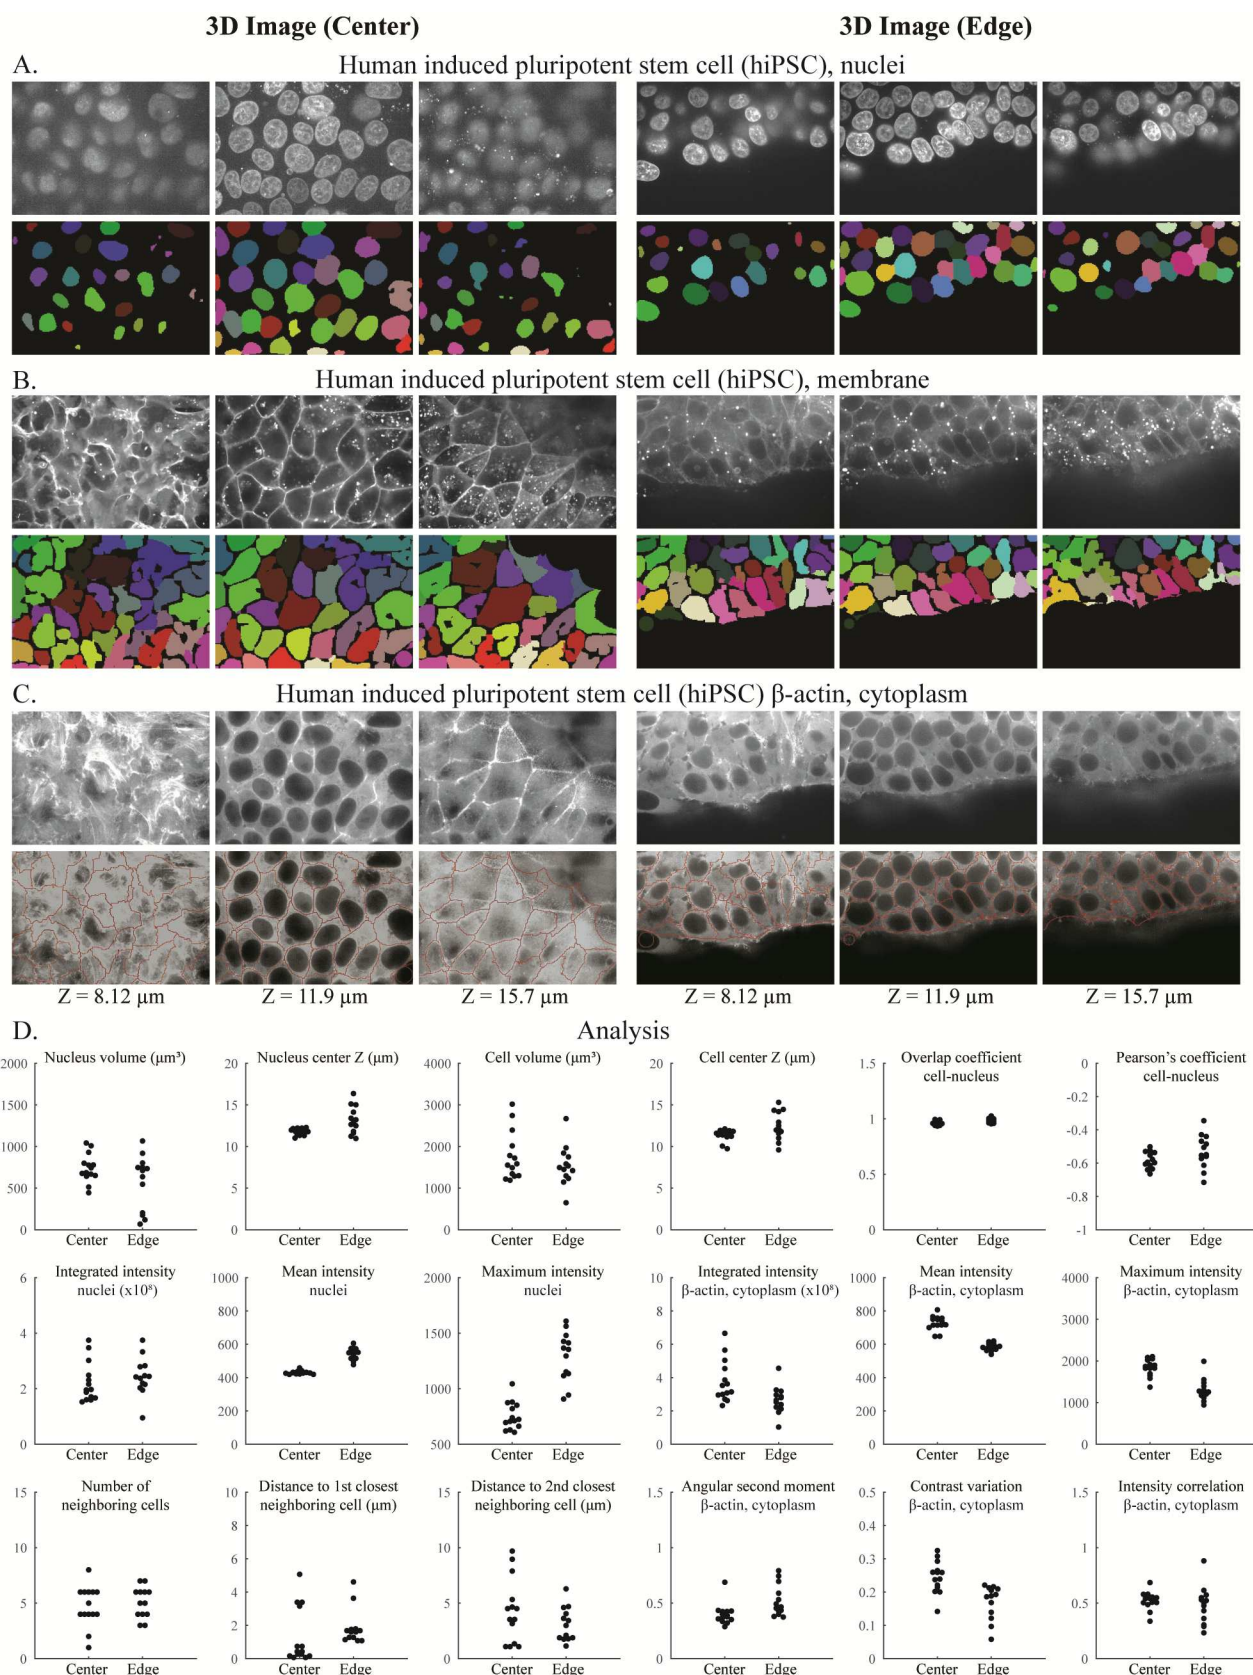 3D Image (Center)
3D Image (Edge)
A.
Human induced pluripotent stem cell (hiPSC), nuclei
B.
Human induced pluripotent stem cell (hiPSC), membrane
C.
Human induced pluripotent stem cell (hiPSC) β-actin, cytoplasm
Z = 8.12 μm
Z = 11.9 μm
Z = 15.7 μm
Z = 8.12 μm
Z = 11.9 μm
Z = 15.7 μm
D.
Analysis
Nucleus volume (μm³)
2000
1500
1000
500
0
Center
Edge
Nucleus center Z (μm)
20
15
10
5
0
Center
Edge
Cell volume (μm³)
4000
3000
2000
1000
0
Center
Edge
Cell center Z (μm)
20
15
10
5
0
Center
Edge
Overlap coefficient
cell-nucleus
1.5
1
0.5
0
Center
Edge
Pearson's coefficient
cell-nucleus
0
-0.2
-0.4
-0.6
-0.8
-1
Center
Edge
Integrated intensity
nuclei (x10⁸)
6
4
2
0
Center
Edge
Mean intensity
nuclei
1000
800
600
400
200
0
Center
Edge
Maximum intensity
nuclei
2000
1500
1000
500
Center
Edge
Integrated intensity
β-actin, cytoplasm (x10⁸)
10
8
6
4
2
0
Center
Edge
Mean intensity
β-actin, cytoplasm
1000
800
600
400
200
0
Center
Edge
Maximum intensity
β-actin, cytoplasm
4000
3000
2000
1000
0
Center
Edge
Number of
neighboring cells
15
10
5
0
Center
Edge
Distance to 1st closest
neighboring cell (μm)
10
8
6
4
2
0
Center
Edge
Distance to 2nd closest
neighboring cell (μm)
15
10
5
0
Center
Edge
Angular second moment
β-actin, cytoplasm
1.5
1
0.5
0
Center
Edge
Contrast variation
β-actin, cytoplasm
0.5
0.4
0.3
0.2
0.1
0
Center
Edge
Intensity correlation
β-actin, cytoplasm
1.5
1
0.5
0
Center
Edge